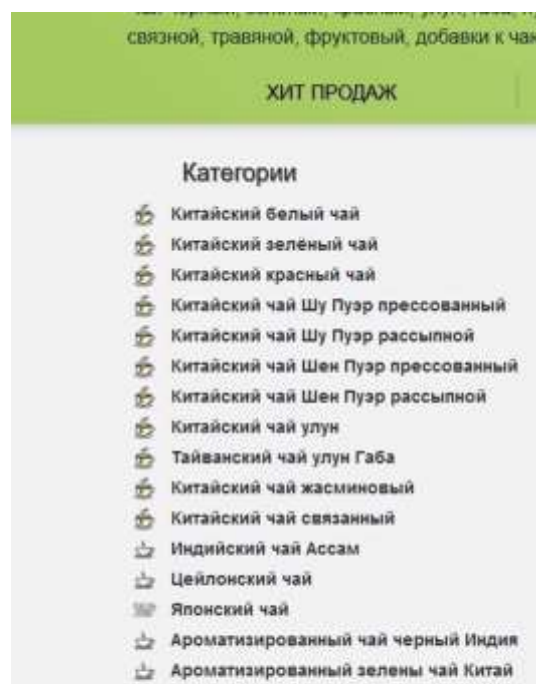 связной, травяной, фруктовый, добавки к
ХИТ ПРОДАЖ
Категории
Китайский белый чай
Китайский зелёный чай
Китайский красный чай
Китайский чай Шу Пуэр прессованный
Китайский чай Шу Пуэр рассыпной
Китайский чай Шен Пуэр прессованный
Китайский чай Шен Пуэр рассыпной
Китайский чай улун
Тайванский чай улун Габа
Китайский чай жасминовый
Китайский чай связанный
Индийский чай Ассам
Цейлонский чай
Японский чай
Ароматизированный чай черный Индия
Ароматизированный зелены чай Китай